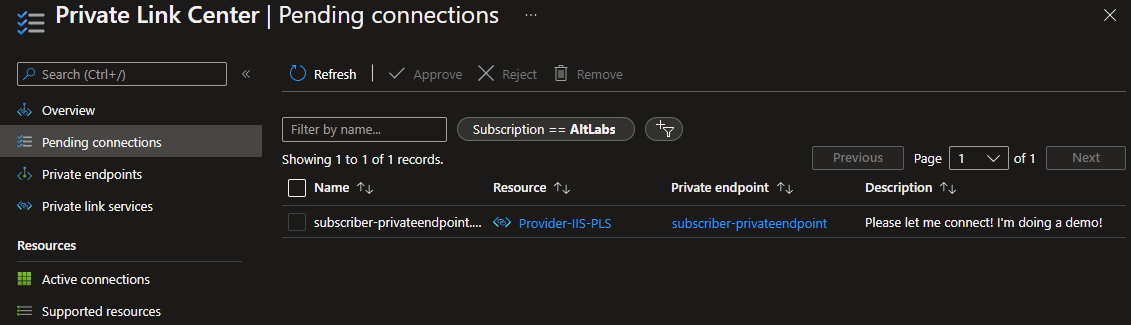 Private Link Center | Pending connections ...
Search (Ctrl+/) «
Refresh Approve Reject Remove
Overview
Pending connections
Private endpoints
Private link services
Resources
Active connections
Supported resources
Filter by name... Subscription == AltLabs
Showing 1 to 1 of 1 records. Previous Page 1 of 1 Next
Name ↑↓ Resource ↑↓ Private endpoint ↑↓ Description ↑↓
subscriber-privateendpoint.... Provider-IIS-PLS subscriber-privateendpoint Please let me connect! I'm doing a demo!